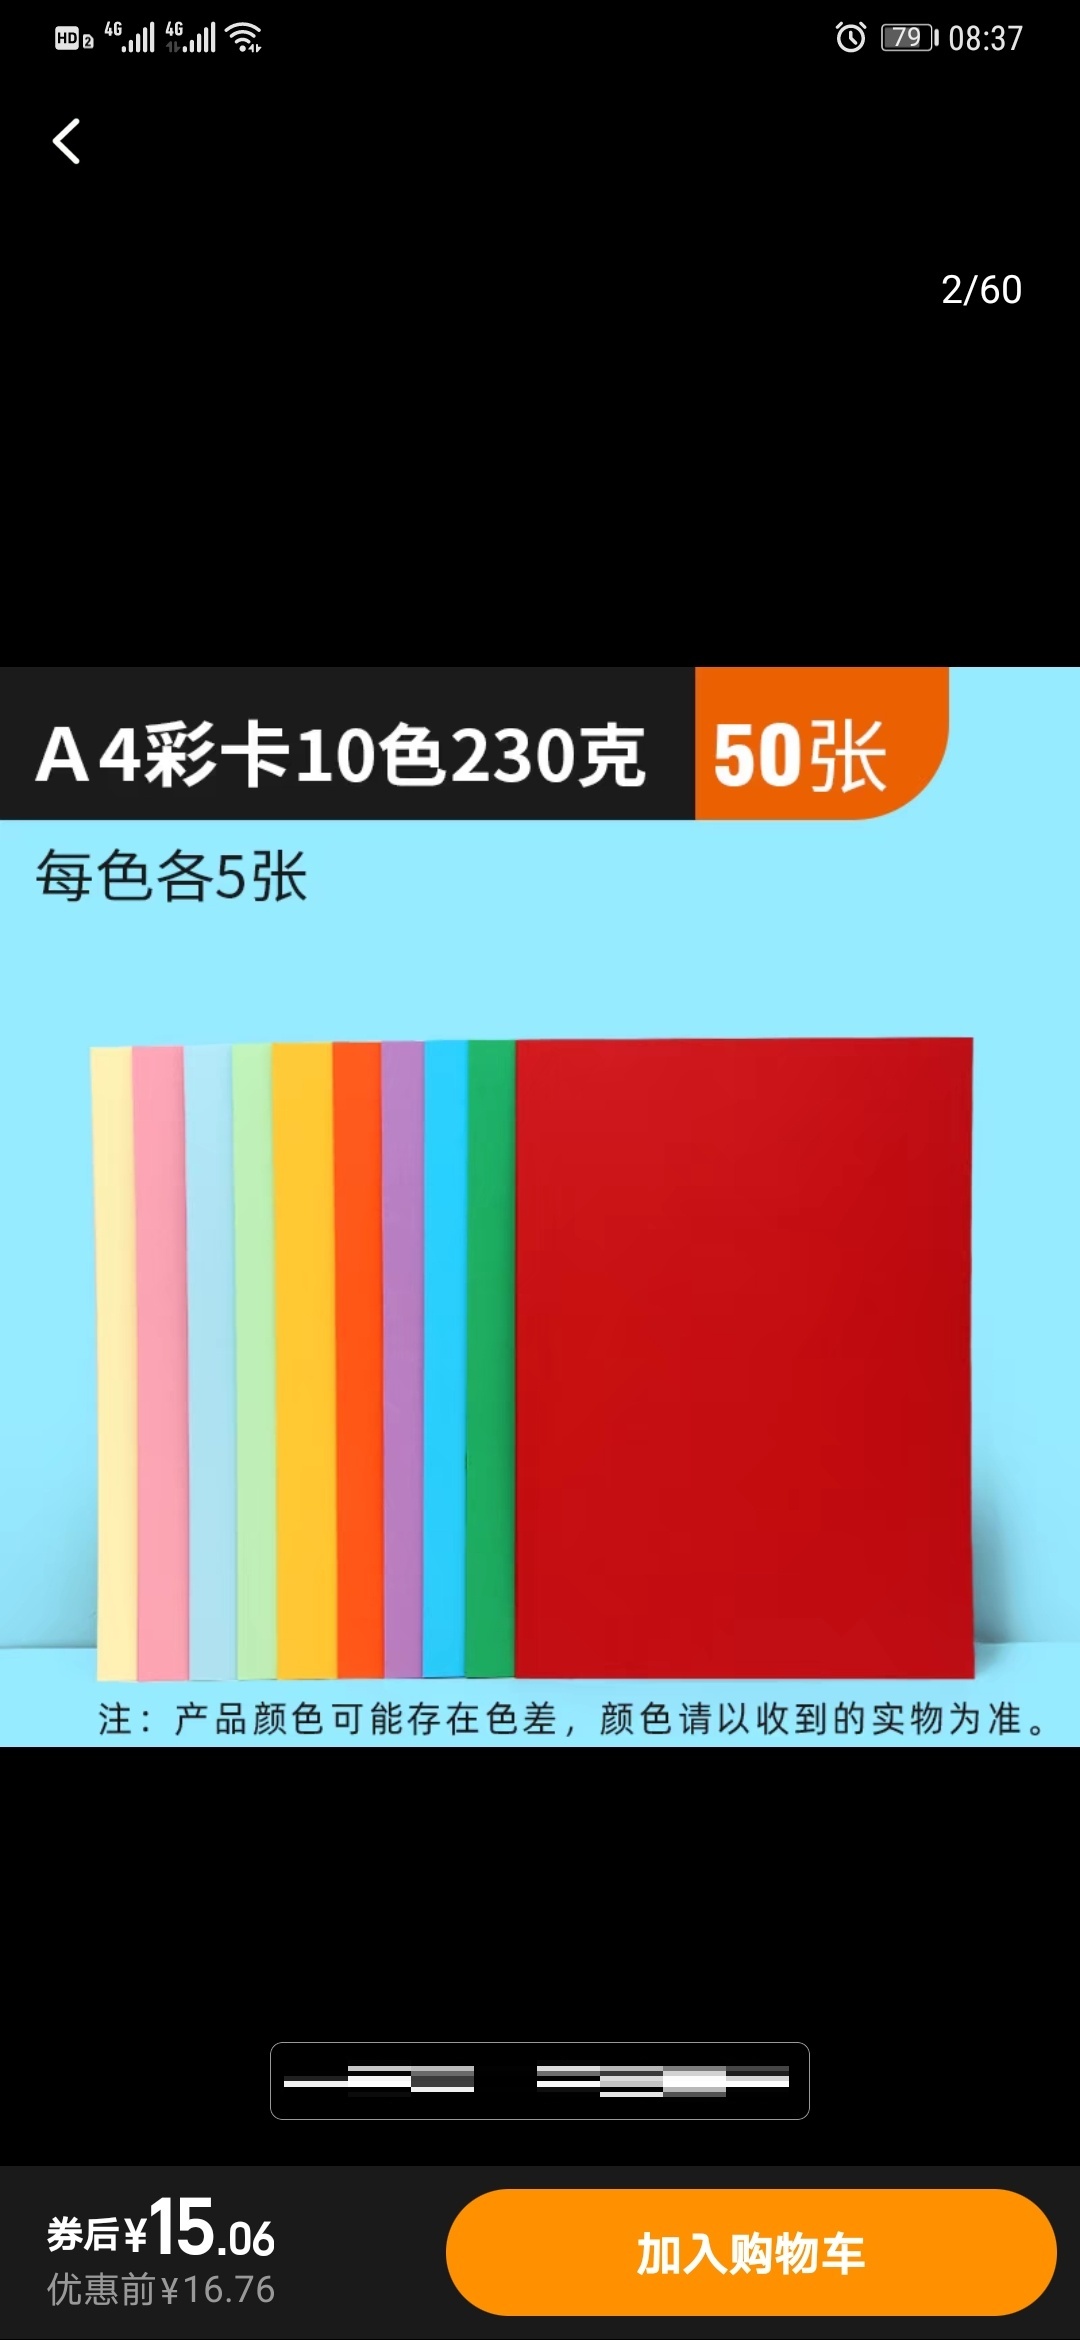 HD 2 4G 4G 79 08:37
2/60
A4彩卡10色230克 50张
每色各5张
注：产品颜色可能存在色差，颜色请以收到的实物为准。
券后¥15.06
优惠前¥16.76
加入购物车